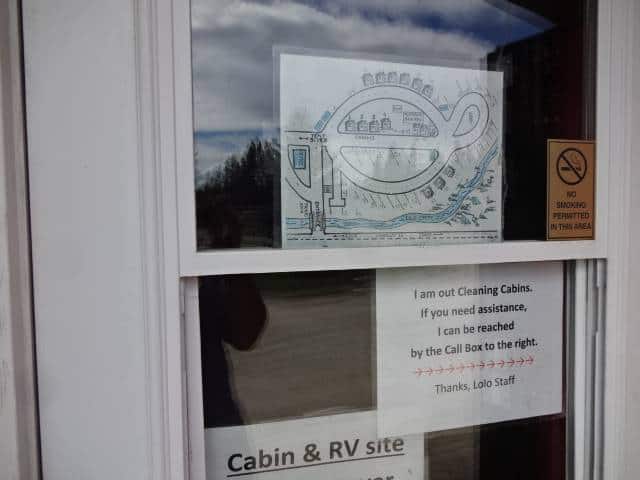 CABINS
NO
SMOKING
PERMITTED
IN THIS AREA
I am out Cleaning Cabins.
If you need assistance,
I can be reached
by the Call Box to the right.
Thanks, Lolo Staff
Cabin & RV site